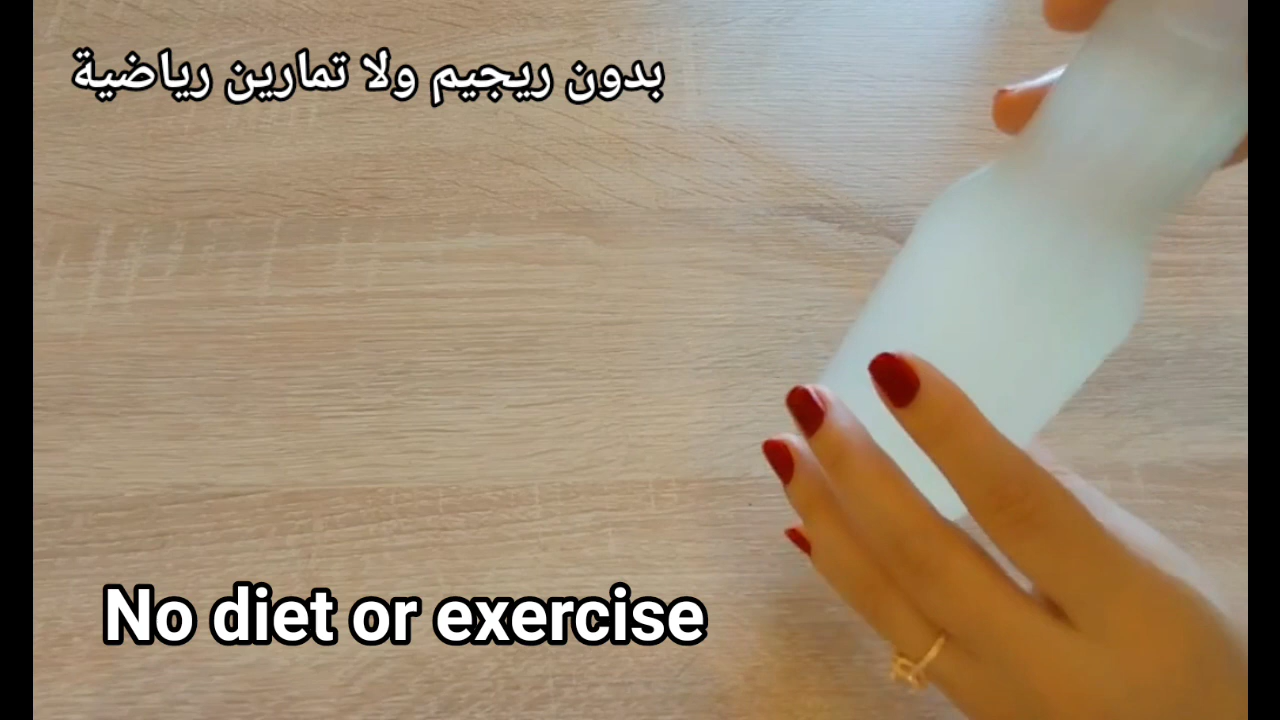 بدون ريجيم ولا تمارين رياضية
No diet or exercise